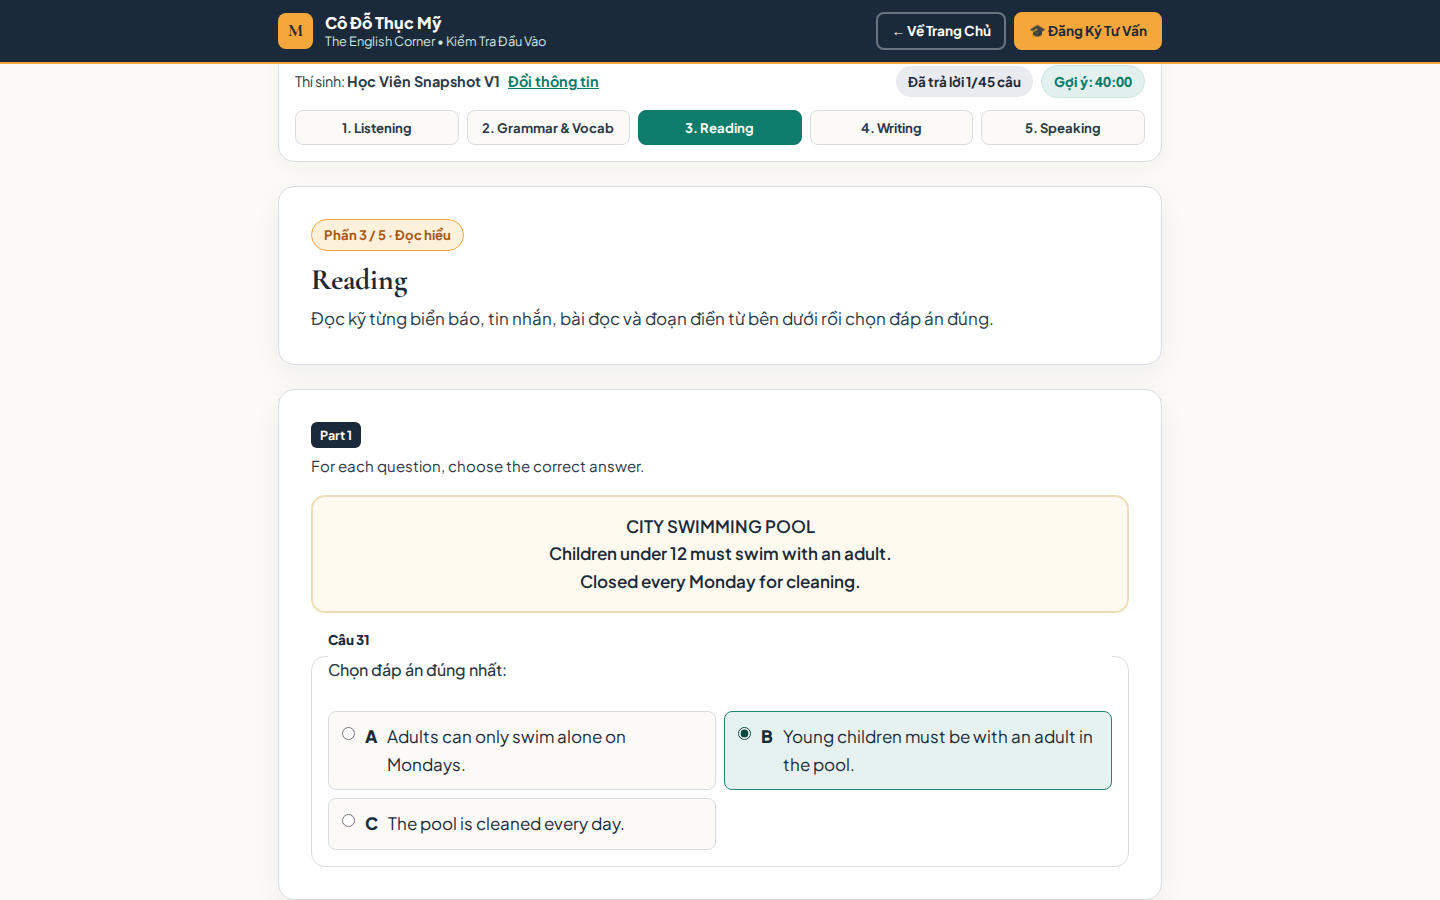 M
Cô Đỗ Thục Mỹ
The English Corner • Kiểm Tra Đầu Vào
← Về Trang Chủ
🎓 Đăng Ký Tư Vấn
Thí sinh: Học Viên Snapshot V1 Đổi thông tin
Đã trả lời 1/45 câu
Gợi ý: 40:00
1. Listening
2. Grammar & Vocab
3. Reading
4. Writing
5. Speaking
Phần 3 / 5 · Đọc hiểu
Reading
Đọc kỹ từng biển báo, tin nhắn, bài đọc và đoạn điền từ bên dưới rồi chọn đáp án đúng.
Part 1
For each question, choose the correct answer.
CITY SWIMMING POOL
Children under 12 must swim with an adult.
Closed every Monday for cleaning.
Câu 31
Chọn đáp án đúng nhất:
A Adults can only swim alone on
Mondays.
B Young children must be with an adult in
the pool.
C The pool is cleaned every day.